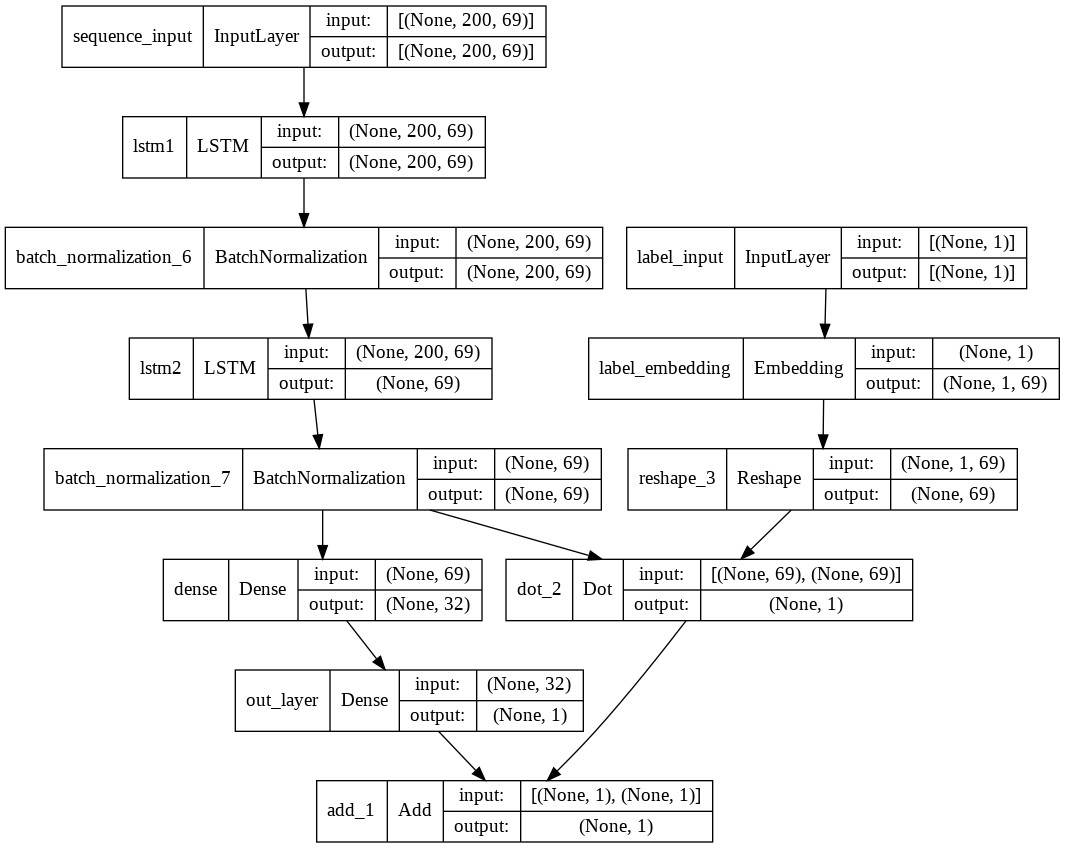 sequence_input InputLayer input: [(None, 200, 69)]
output: [(None, 200, 69)]
lstm1 LSTM input: (None, 200, 69)
output: (None, 200, 69)
batch_normalization_6 BatchNormalization input: (None, 200, 69)
output: (None, 200, 69)
label_input InputLayer input: [(None, 1)]
output: [(None, 1)]
lstm2 LSTM input: (None, 200, 69)
output: (None, 69)
label_embedding Embedding input: (None, 1)
output: (None, 1, 69)
batch_normalization_7 BatchNormalization input: (None, 69)
output: (None, 69)
reshape_3 Reshape input: (None, 1, 69)
output: (None, 69)
dense Dense input: (None, 69)
output: (None, 32)
dot_2 Dot input: [(None, 69), (None, 69)]
output: (None, 1)
out_layer Dense input: (None, 32)
output: (None, 1)
add_1 Add input: [(None, 1), (None, 1)]
output: (None, 1)